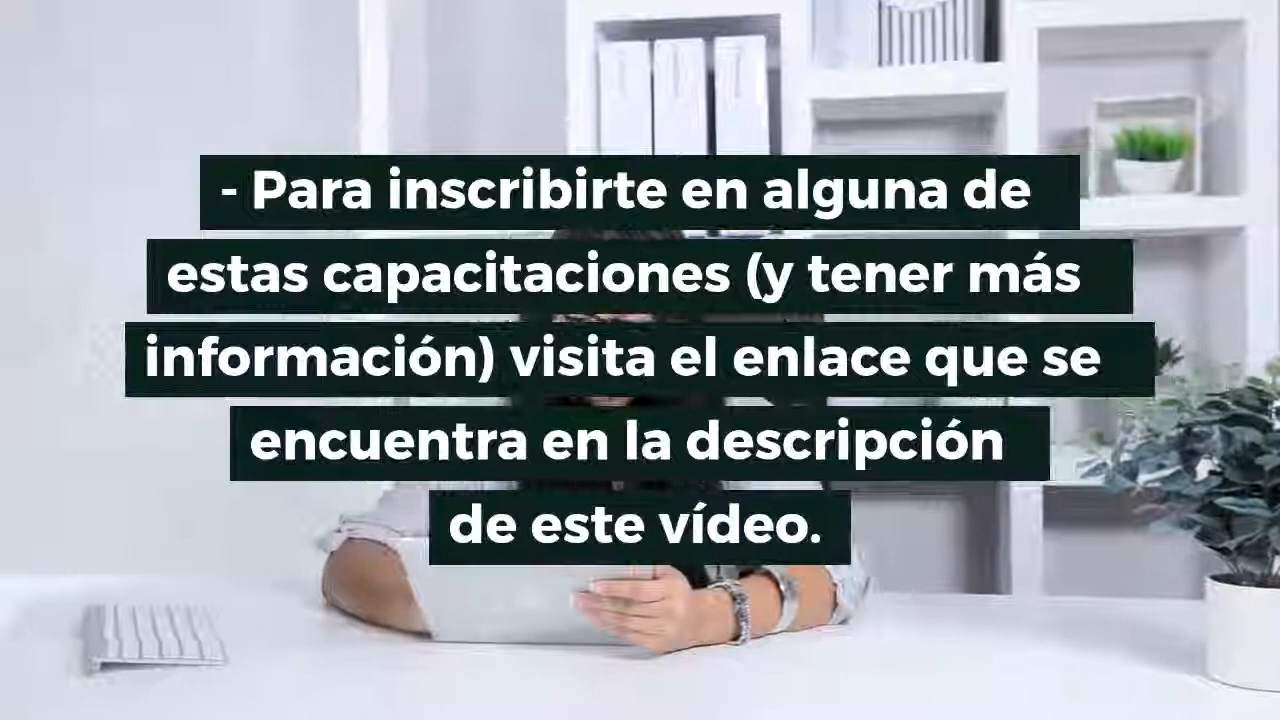 - Para inscribirte en alguna de
estas capacitaciones (y tener más
información) visita el enlace que se
encuentra en la descripción
de este vídeo.